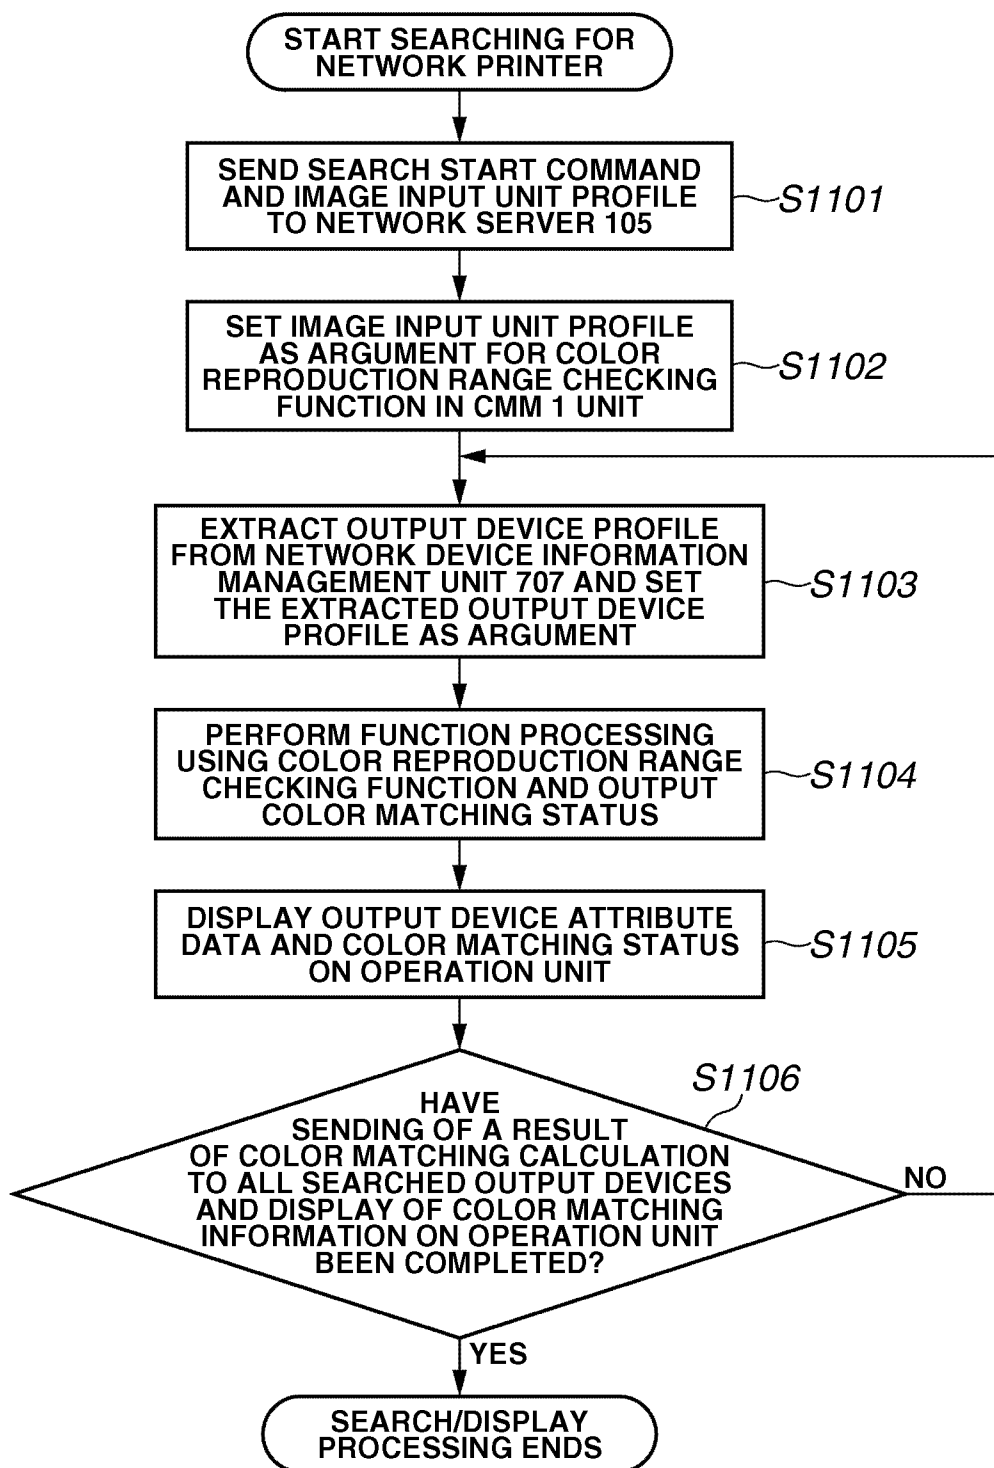 START SEARCHING FOR
NETWORK PRINTER
SEND SEARCH START COMMAND
AND IMAGE INPUT UNIT PROFILE
TO NETWORK SERVER 105
S1101
SET IMAGE INPUT UNIT PROFILE
AS ARGUMENT FOR COLOR
REPRODUCTION RANGE CHECKING
FUNCTION IN CMM 1 UNIT
S1102
EXTRACT OUTPUT DEVICE PROFILE
FROM NETWORK DEVICE INFORMATION
MANAGEMENT UNIT 707 AND SET
THE EXTRACTED OUTPUT DEVICE
PROFILE AS ARGUMENT
S1103
PERFORM FUNCTION PROCESSING
USING COLOR REPRODUCTION RANGE
CHECKING FUNCTION AND OUTPUT
COLOR MATCHING STATUS
S1104
DISPLAY OUTPUT DEVICE ATTRIBUTE
DATA AND COLOR MATCHING STATUS
ON OPERATION UNIT
S1105
S1106
HAVE
SENDING OF A RESULT
OF COLOR MATCHING CALCULATION
TO ALL SEARCHED OUTPUT DEVICES
AND DISPLAY OF COLOR MATCHING
INFORMATION ON OPERATION UNIT
BEEN COMPLETED?
NO
YES
SEARCH/DISPLAY
PROCESSING ENDS